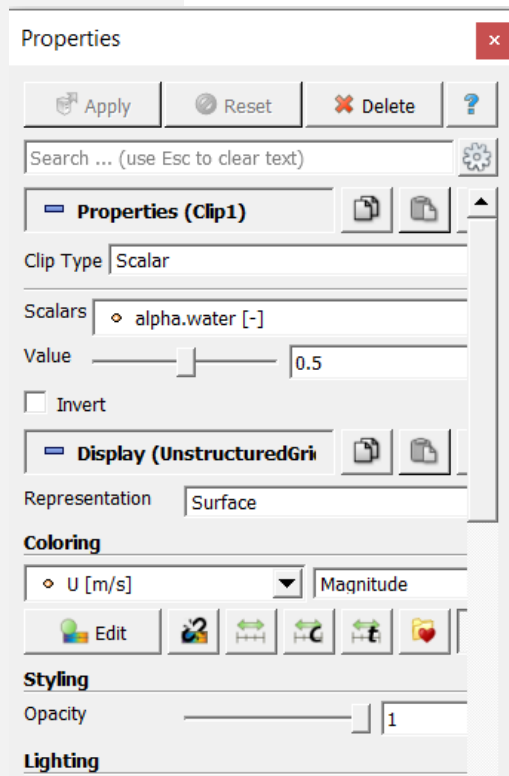 Properties
Apply Reset Delete ?
Search ... (use Esc to clear text)
Properties (Clip1)
Clip Type Scalar
Scalars alpha.water [-]
Value 0.5
Invert
Display (UnstructuredGri
Representation Surface
Coloring
U [m/s] Magnitude
Edit ? c t
Styling
Opacity 1
Lighting